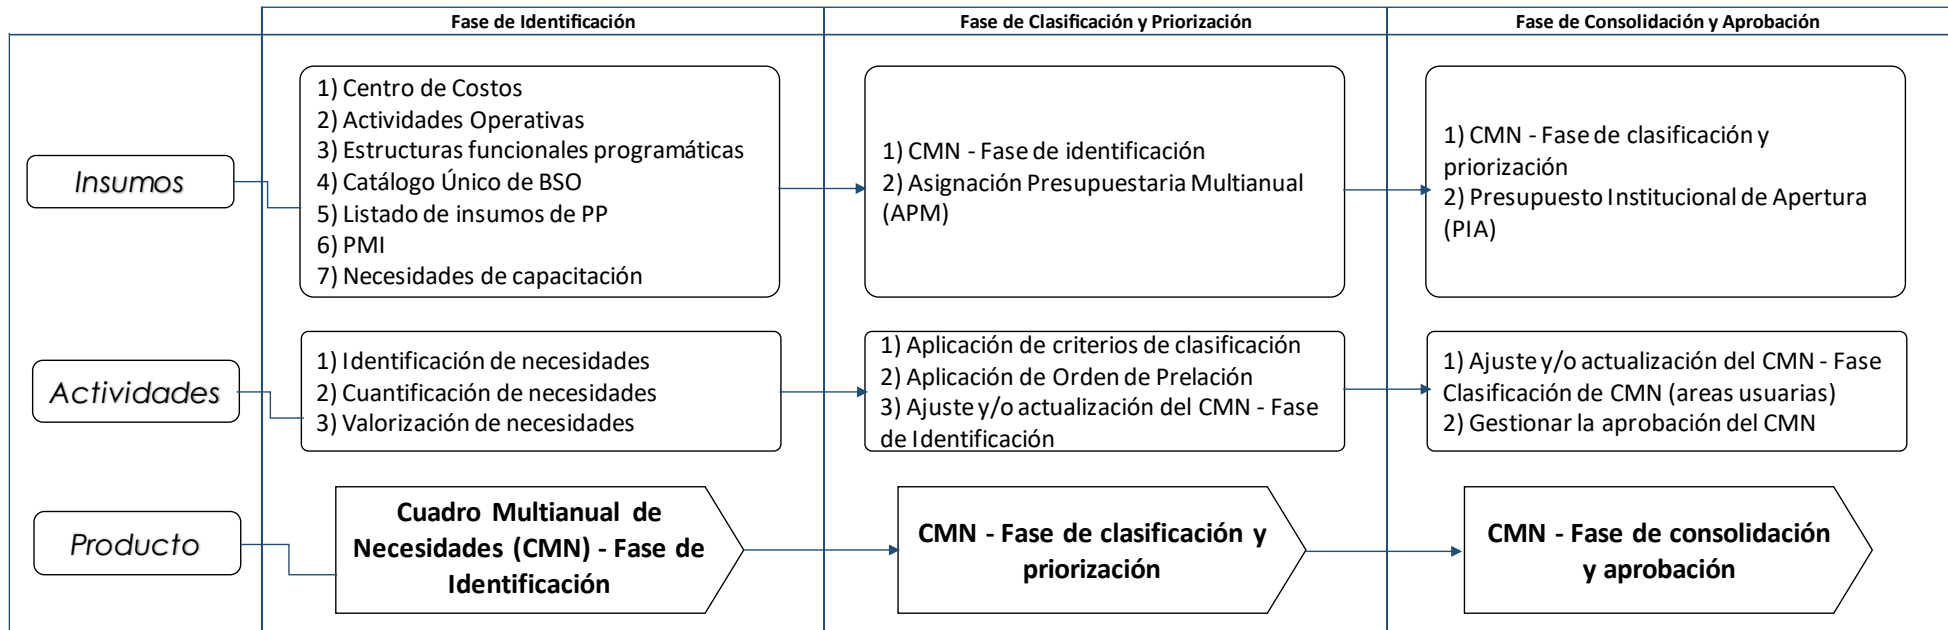 Fase de Identificación
Fase de Clasificación y Priorización
Fase de Consolidación y Aprobación
Insumos
1) Centro de Costos
2) Actividades Operativas
3) Estructuras funcionales programáticas
4) Catálogo Único de BSO
5) Listado de insumos de PP
6) PMI
7) Necesidades de capacitación
1) CMN - Fase de identificación
2) Asignación Presupuestaria Multianual
(APM)
1) CMN - Fase de clasificación y
priorización
2) Presupuesto Institucional de Apertura
(PIA)
Actividades
1) Identificación de necesidades
2) Cuantificación de necesidades
3) Valorización de necesidades
1) Aplicación de criterios de clasificación
2) Aplicación de Orden de Prelación
3) Ajuste y/o actualización del CMN - Fase
de Identificación
1) Ajuste y/o actualización del CMN - Fase
Clasificación de CMN (areas usuarias)
2) Gestionar la aprobación del CMN
Producto
Cuadro Multianual de
Necesidades (CMN) - Fase de
Identificación
CMN - Fase de clasificación y
priorización
CMN - Fase de consolidación
y aprobación